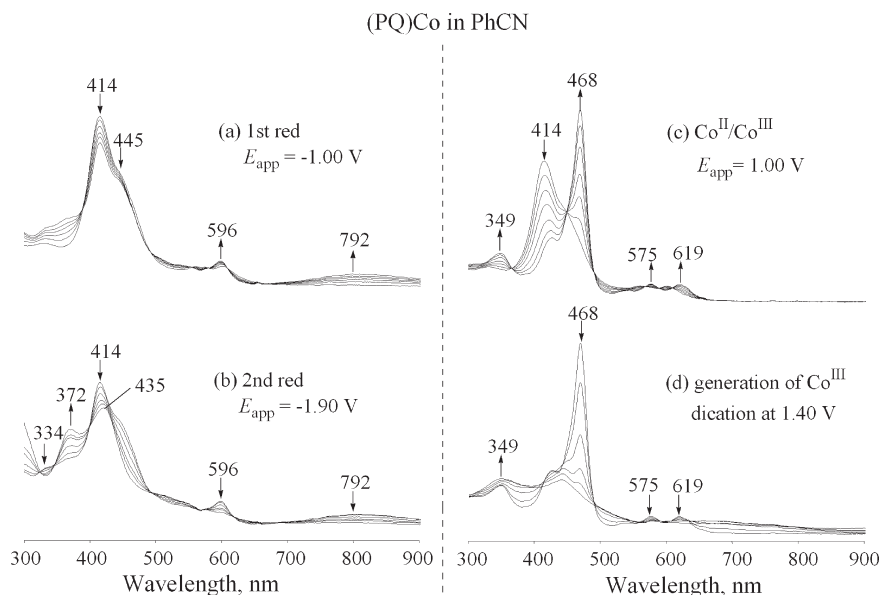 (PQ)Co in PhCN
414
445
(a) 1st red
E_app = -1.00 V
596
792
414
435
(b) 2nd red
E_app = -1.90 V
372
334
596
792
300 400 500 600 700 800 900
Wavelength, nm
468
414
(c) Co^II/Co^III
E_app= 1.00 V
349
575
619
468
(d) generation of Co^III
dication at 1.40 V
349
575
619
300 400 500 600 700 800 900
Wavelength, nm